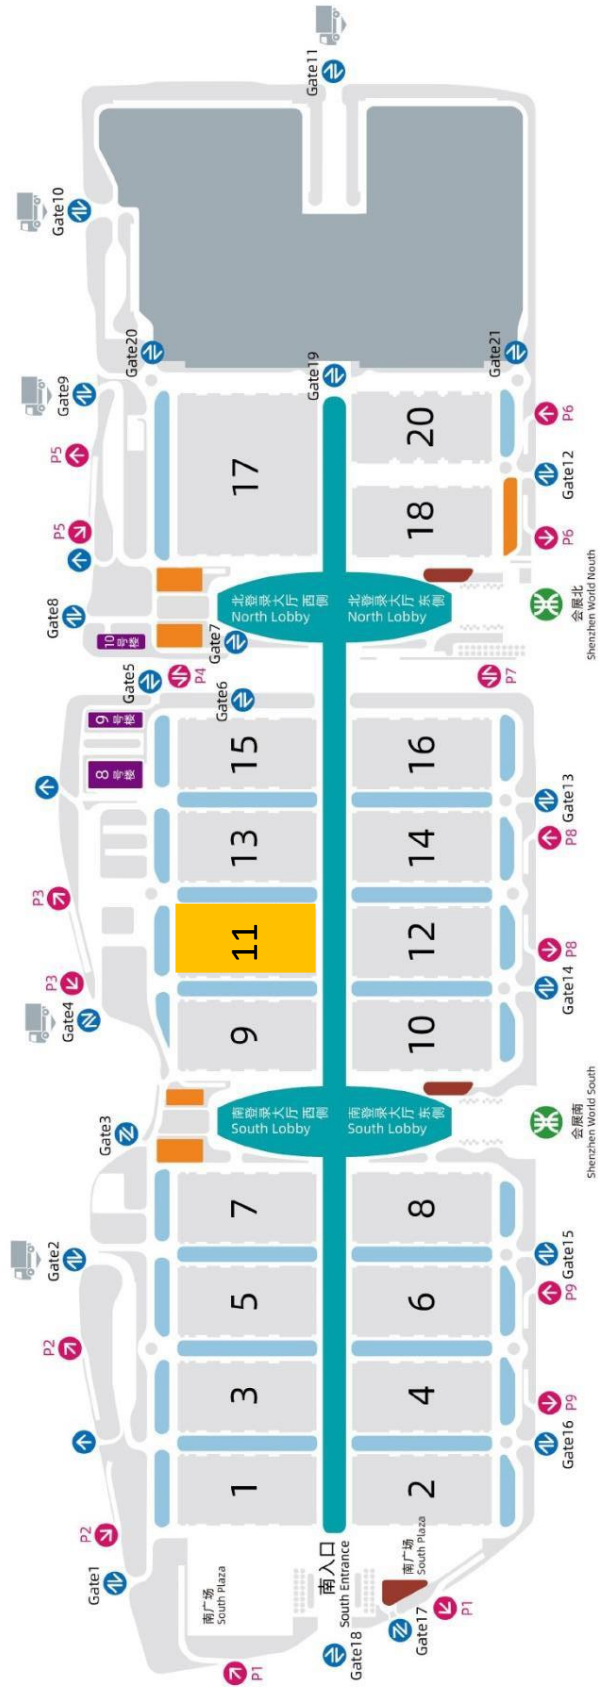 Gate11
Gate10
Gate20
Gate19
Gate21
Gate9
P5
P5
17
20
18
P6
Gate12
P6
Gate8
10
号楼
Gate7
北登录大厅 西侧
North Lobby
北登录大厅 东侧
North Lobby
会展北
Shenzhen World Nouth
Gate5
P4
Gate6
P7
9
号楼
8
号楼
15
16
Gate13
P3
13
14
P8
11
12
P3
P8
Gate4
Gate14
9
10
Gate3
南登录大厅 西侧
South Lobby
南登录大厅 东侧
South Lobby
会展南
Shenzhen World South
7
8
Gate2
Gate15
P2
5
6
P9
3
4
P9
Gate16
P2
1
2
Gate1
南广场
South Plaza
南入口
South Entrance
南广场
South Plaza
P1
Gate18
Gate17
P1